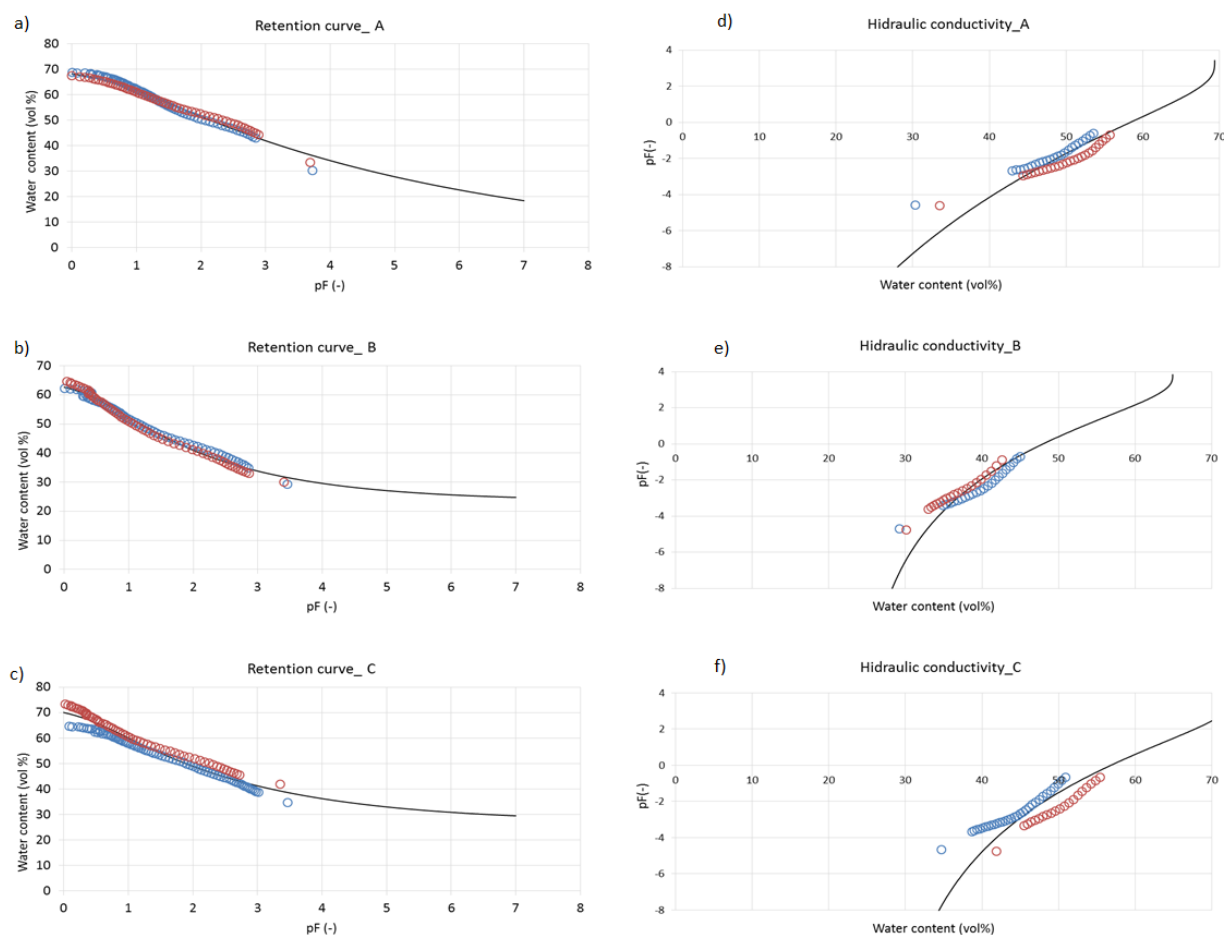 a)
Retention curve_ A
Water content (vol %)
80
70
60
50
40
30
20
10
0
0 1 2 3 4 5 6 7 8
pF (-)
d)
Hidraulic conductivity_A
pF(-)
4
2
0
-2
-4
-6
-8
0 10 20 30 40 50 60 70
Water content (vol%)
b)
Retention curve_ B
Water content (vol %)
70
60
50
40
30
20
10
0
0 1 2 3 4 5 6 7 8
pF (-)
e)
Hidraulic conductivity_B
pF(-)
4
2
0
-2
-4
-6
-8
0 10 20 30 40 50 60 70
Water content (vol%)
c)
Retention curve_ C
Water content (vol %)
80
70
60
50
40
30
20
10
0
0 1 2 3 4 5 6 7 8
pF (-)
f)
Hidraulic conductivity_C
pF(-)
4
2
0
-2
-4
-6
-8
0 10 20 30 40 50 60 70
Water content (vol%)